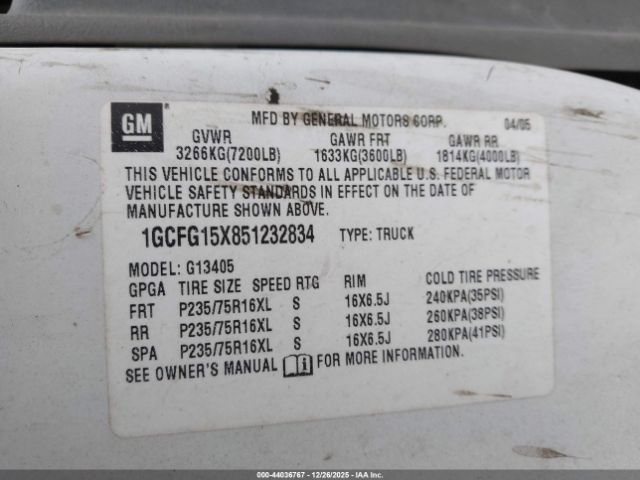 GM
MFD BY GENERAL MOTORS CORP. 04/05
GVWR GAWR FRT GAWR RR
3266KG(7200LB) 1633KG(3600LB) 1814KG(4000LB)
THIS VEHICLE CONFORMS TO ALL APPLICABLE U.S. FEDERAL MOTOR
VEHICLE SAFETY STANDARDS IN EFFECT ON THE DATE OF
MANUFACTURE SHOWN ABOVE.
1GCFG15X851232834 TYPE: TRUCK
MODEL: G13405
GPGA TIRE SIZE SPEED RTG RIM COLD TIRE PRESSURE
FRT P235/75R16XL S 16X6.5J 240KPA(35PSI)
RR P235/75R16XL S 16X6.5J 260KPA(38PSI)
SPA P235/75R16XL S 16X6.5J 280KPA(41PSI)
SEE OWNER'S MANUAL i FOR MORE INFORMATION.
000-44036767 - 12/26/2025 - IAAI, Inc.